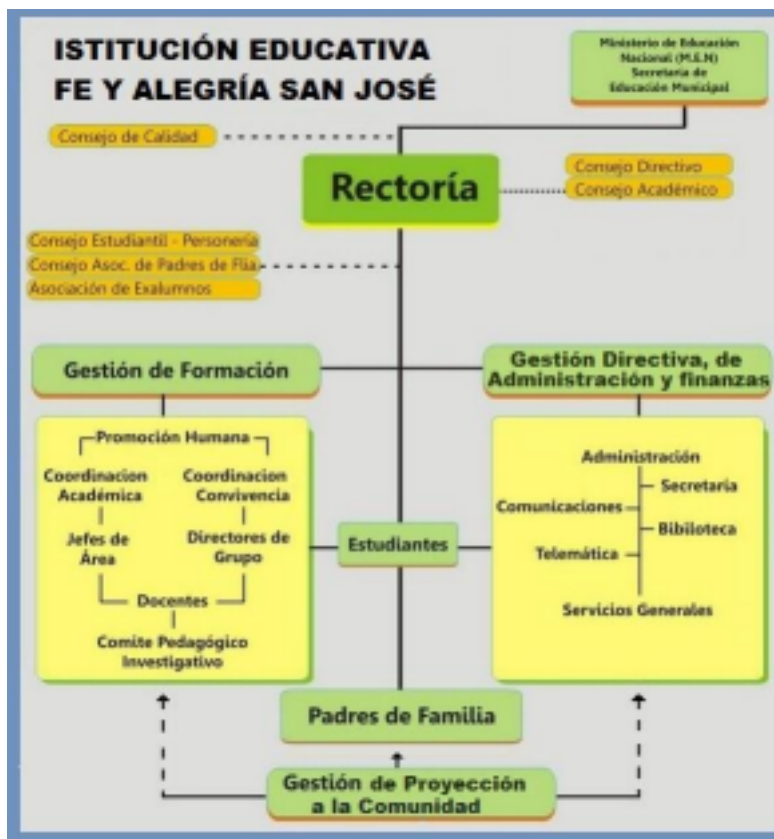 ISTITUCIÓN EDUCATIVA
FE Y ALEGRÍA SAN JOSÉ
Ministerio de Educación
Nacional (M.E.N)
Secretaria de
Educación Municipal
Consejo de Calidad
Rectoría
Consejo Directivo
Consejo Académico
Consejo Estudiantil - Personería
Consejo Asoc. de Padres de Flia.
Asociación de Exalumnos
Gestión de Formación
Gestión Directiva, de
Administración y finanzas
Promoción Humana
Coordinacion
Académica
Coordinacion
Convivencia
Jefes de
Área
Directores de
Grupo
Docentes
Comite Pedagógico
Investigativo
Estudiantes
Administración
Secretaria
Comunicaciones
Bibiloteca
Telemática
Servicios Generales
Padres de Familia
Gestión de Proyección
a la Comunidad